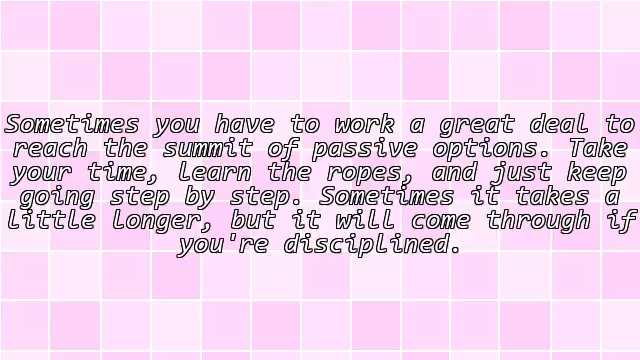 Sometimes you have to work a great deal to
reach the summit of passive options. Take
your time, learn the ropes, and just keep
going step by step. Sometimes it takes a
little longer, but it will come through if
you're disciplined.